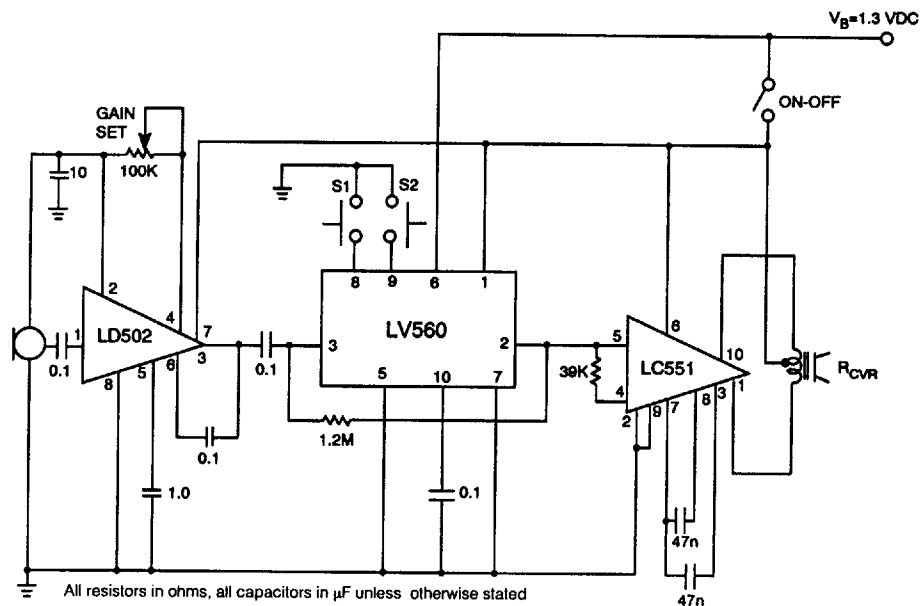 V_B=1.3 VDC
ON-OFF
GAIN
SET
100K
10
S1 S2
8 9 6 1
2
4
7
LD502
1
0.1
3
8 5 6
0.1
3
LV560
2
5 10 7
0.1
1.2M
1.0
0.1
6
5
LC551
39K
4
10
2 9 7 8 3 1
R_CVR
47n
47n
All resistors in ohms, all capacitors in μF unless otherwise stated